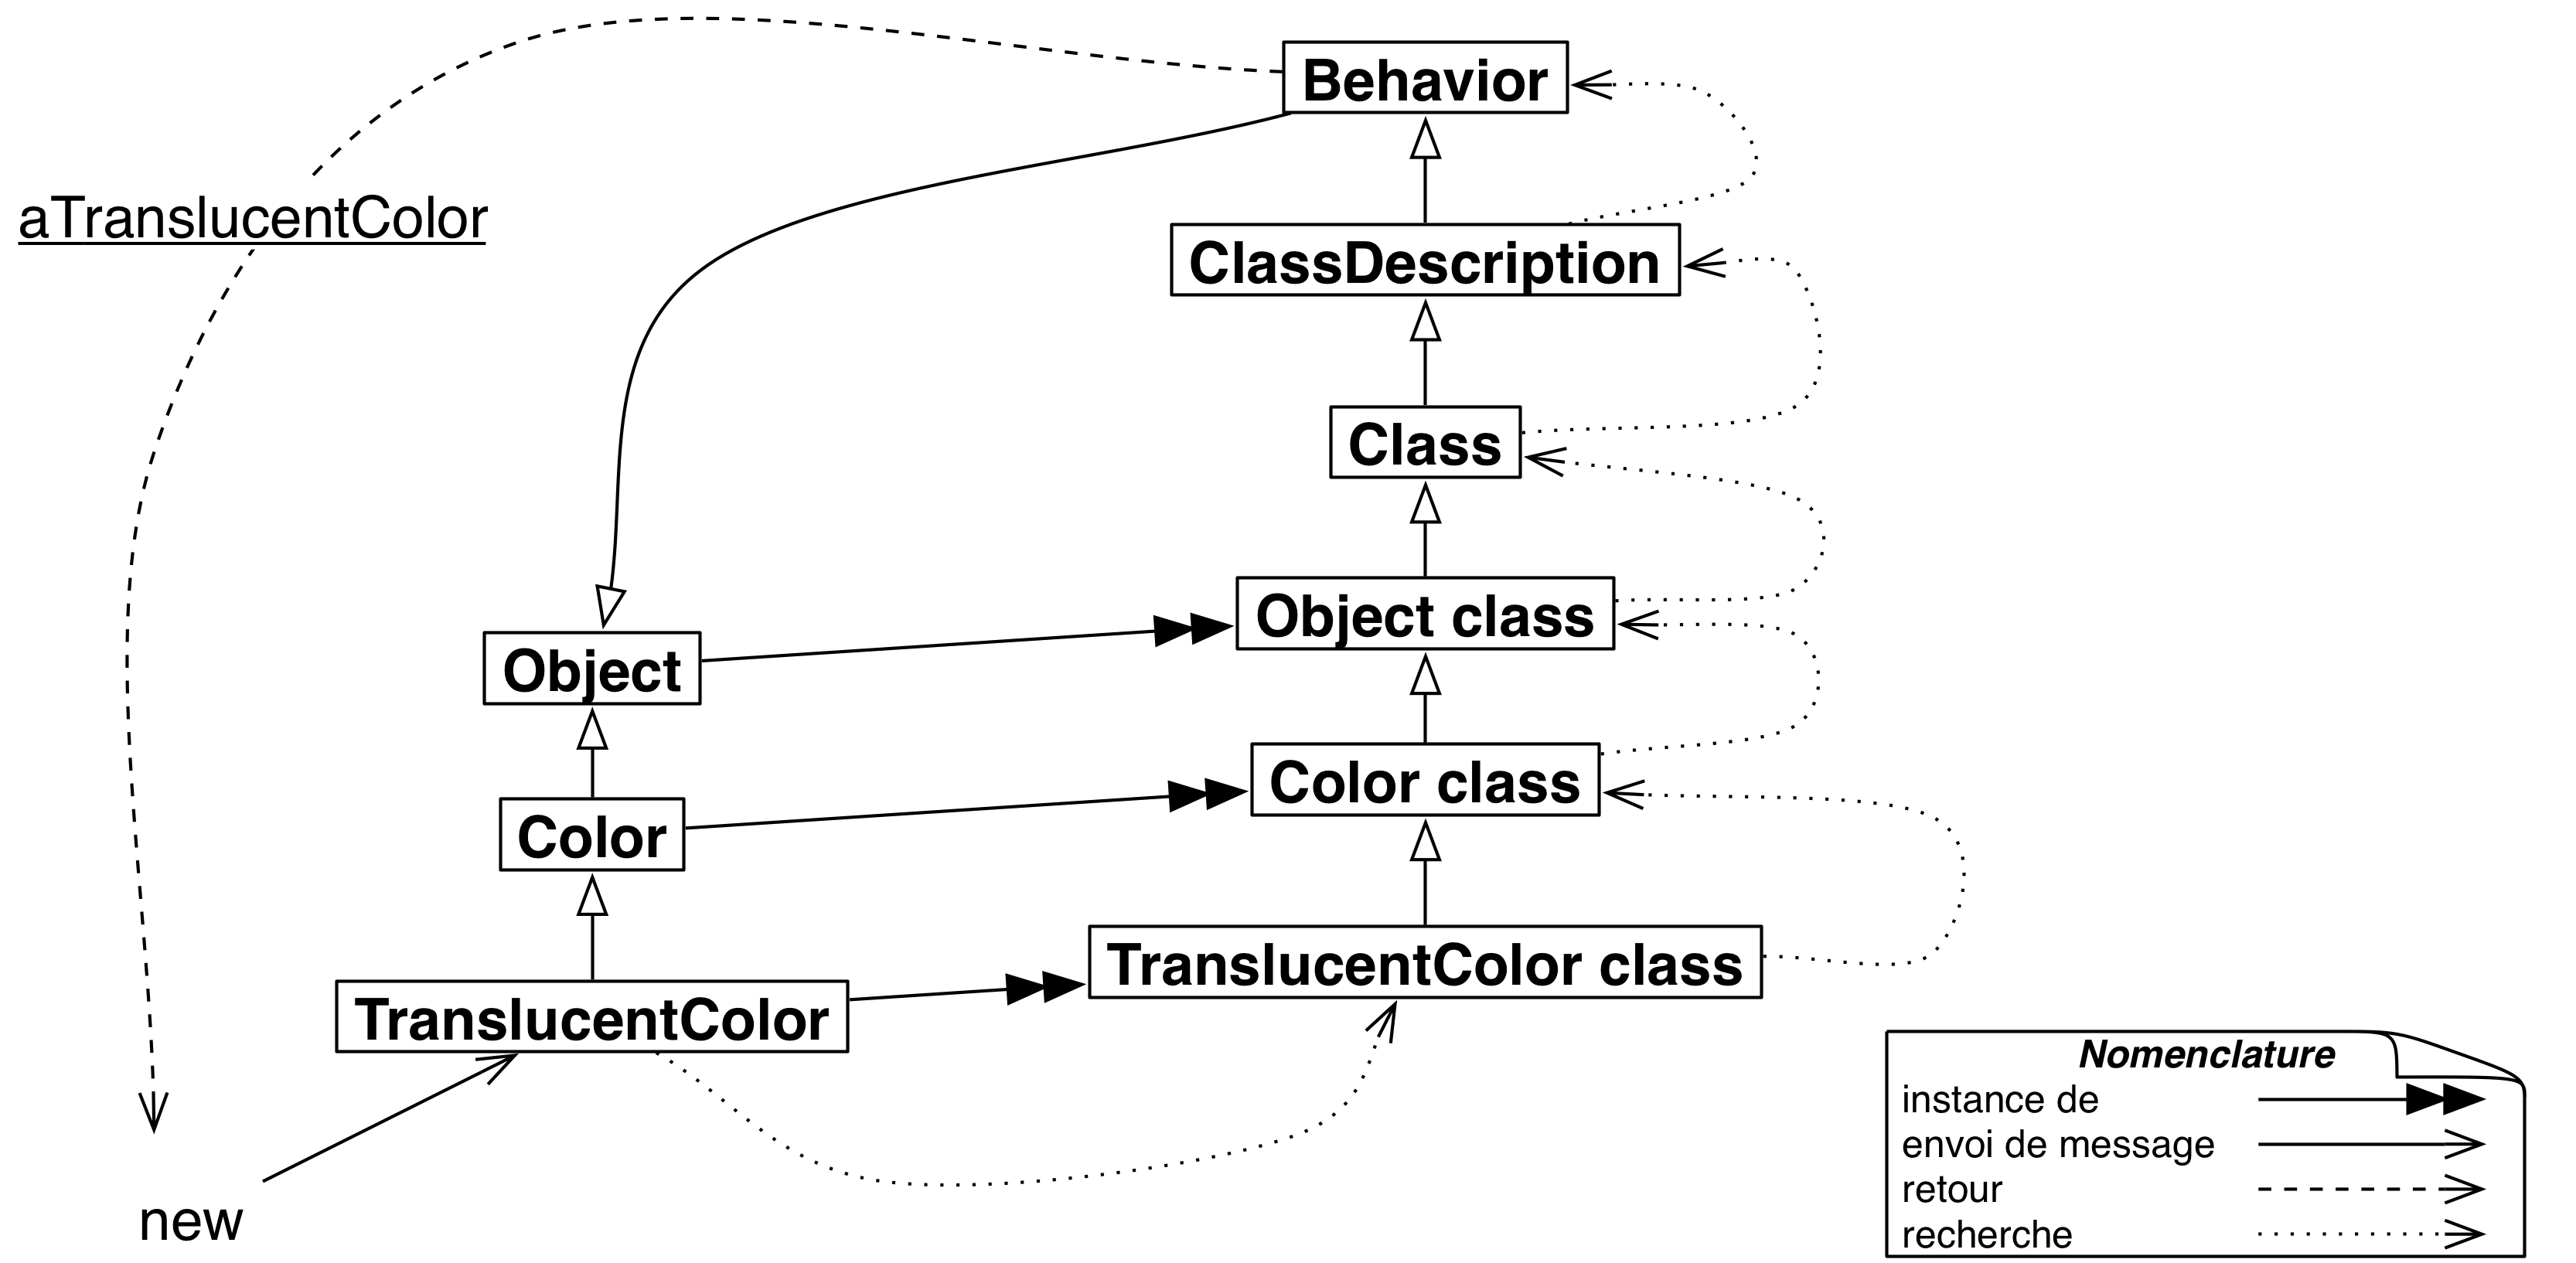 Behavior
aTranslucentColor
ClassDescription
Class
Object class
Object
Color class
Color
TranslucentColor class
TranslucentColor
new
Nomenclature
instance de
envoi de message
retour
recherche